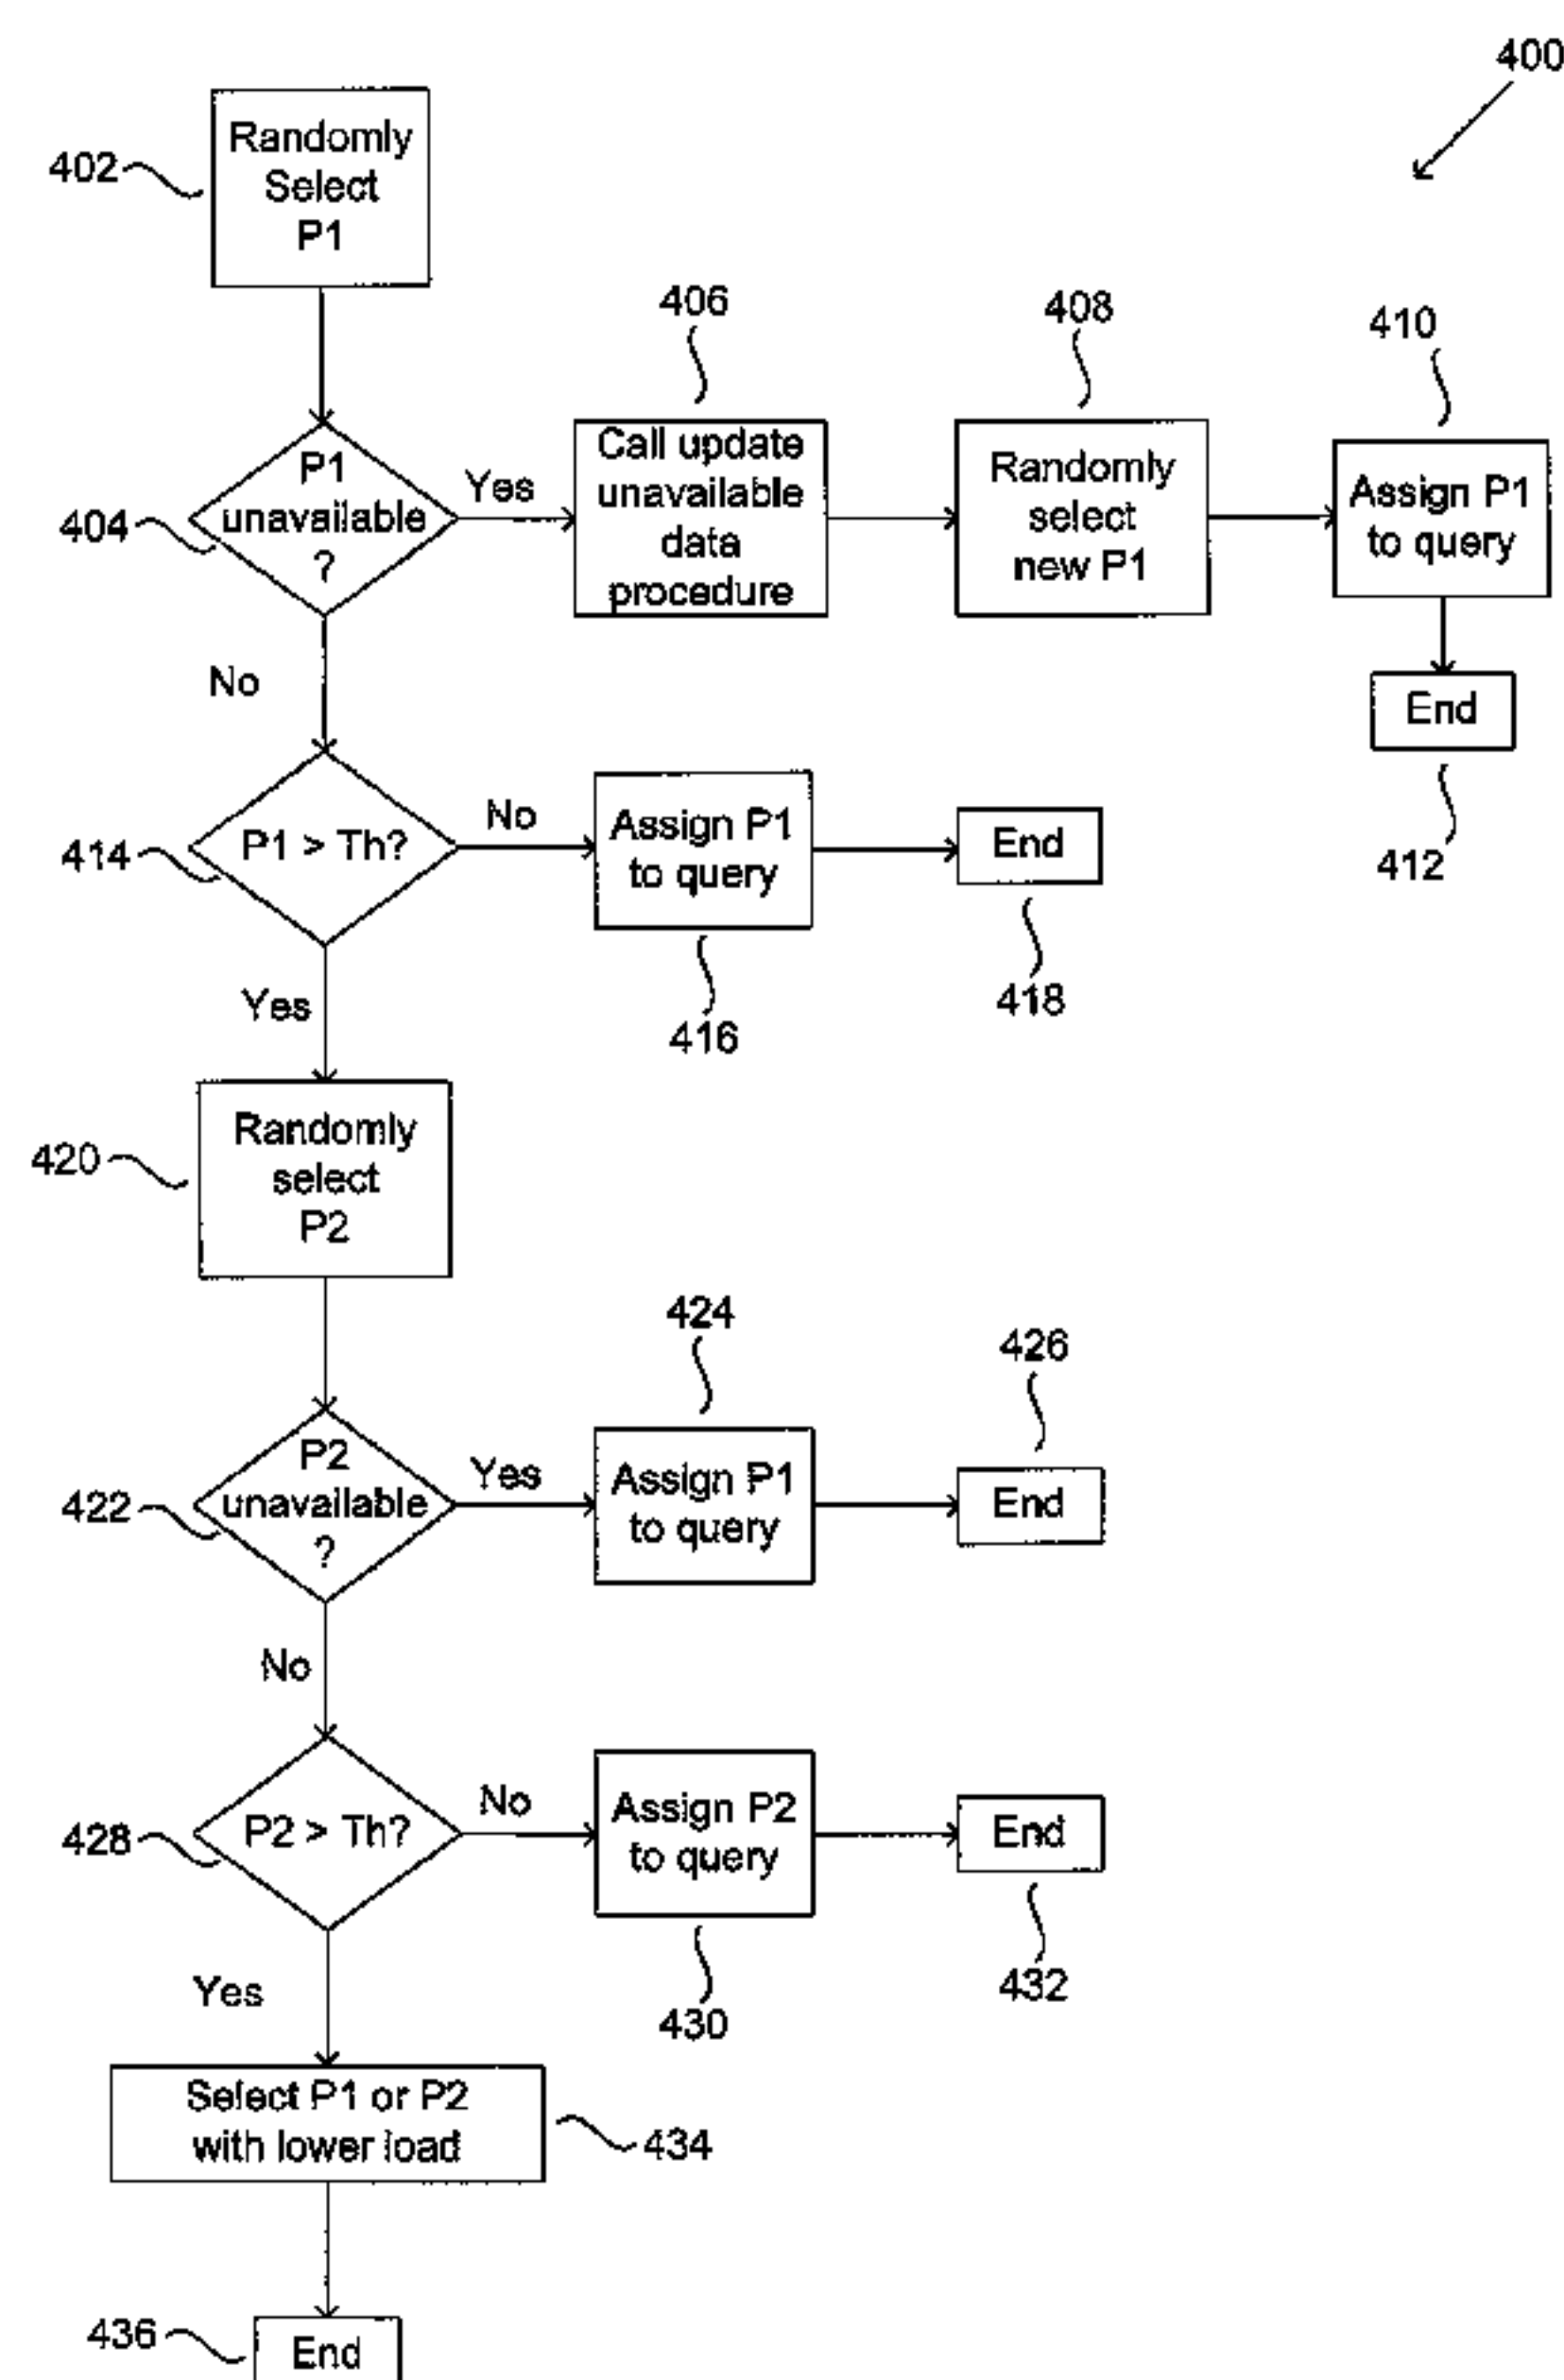 400
Randomly
Select
P1
402
P1
unavailable
?
404
Yes
406
Call update
unavailable
data
procedure
408
Randomly
select
new P1
410
Assign P1
to query
End
412
No
P1 > Th?
414
No
Assign P1
to query
416
End
418
Yes
Randomly
select
P2
420
P2
unavailable
?
422
Yes
424
Assign P1
to query
426
End
No
P2 > Th?
428
No
Assign P2
to query
430
End
432
Yes
Select P1 or P2
with lower load
434
436
End